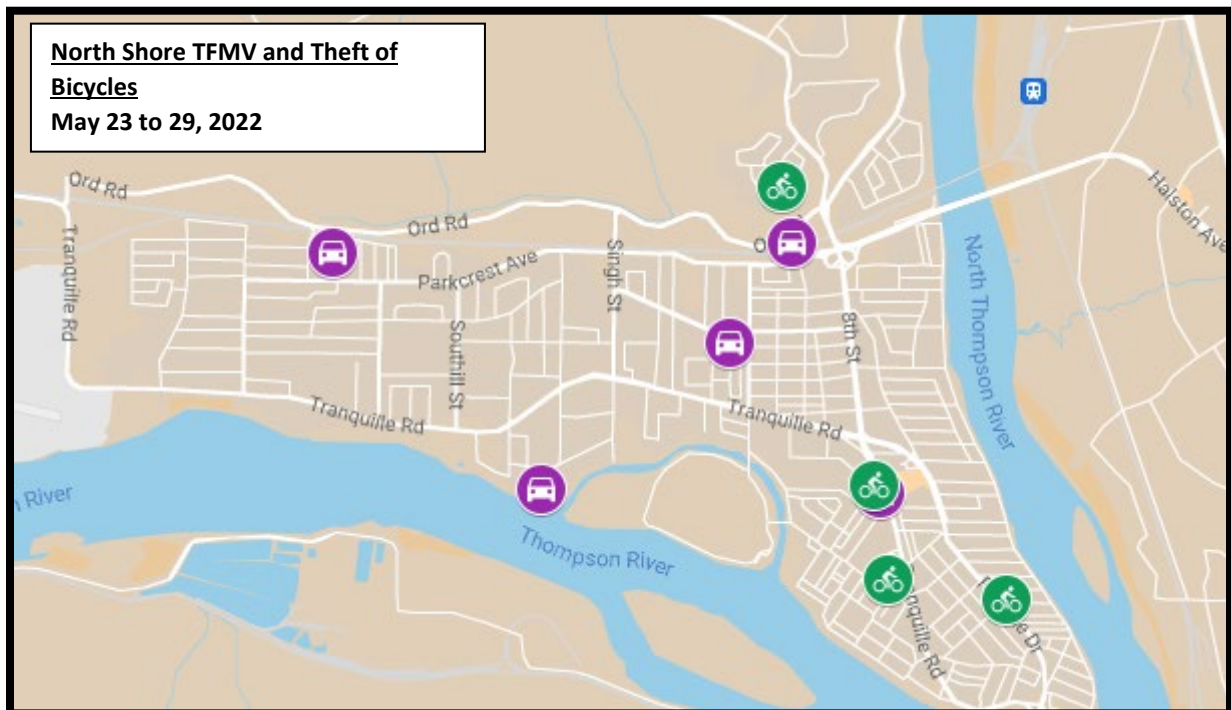 North Shore TFMV and Theft of
Bicycles
May 23 to 29, 2022
Ord Rd
Ord Rd
Tranquille Rd
Parkcrest Ave
Singh St
Southill St
8th St
Halston Ave
North Thompson River
Tranquille Rd
Tranquille Rd
River
Thompson River
Rd
Dr